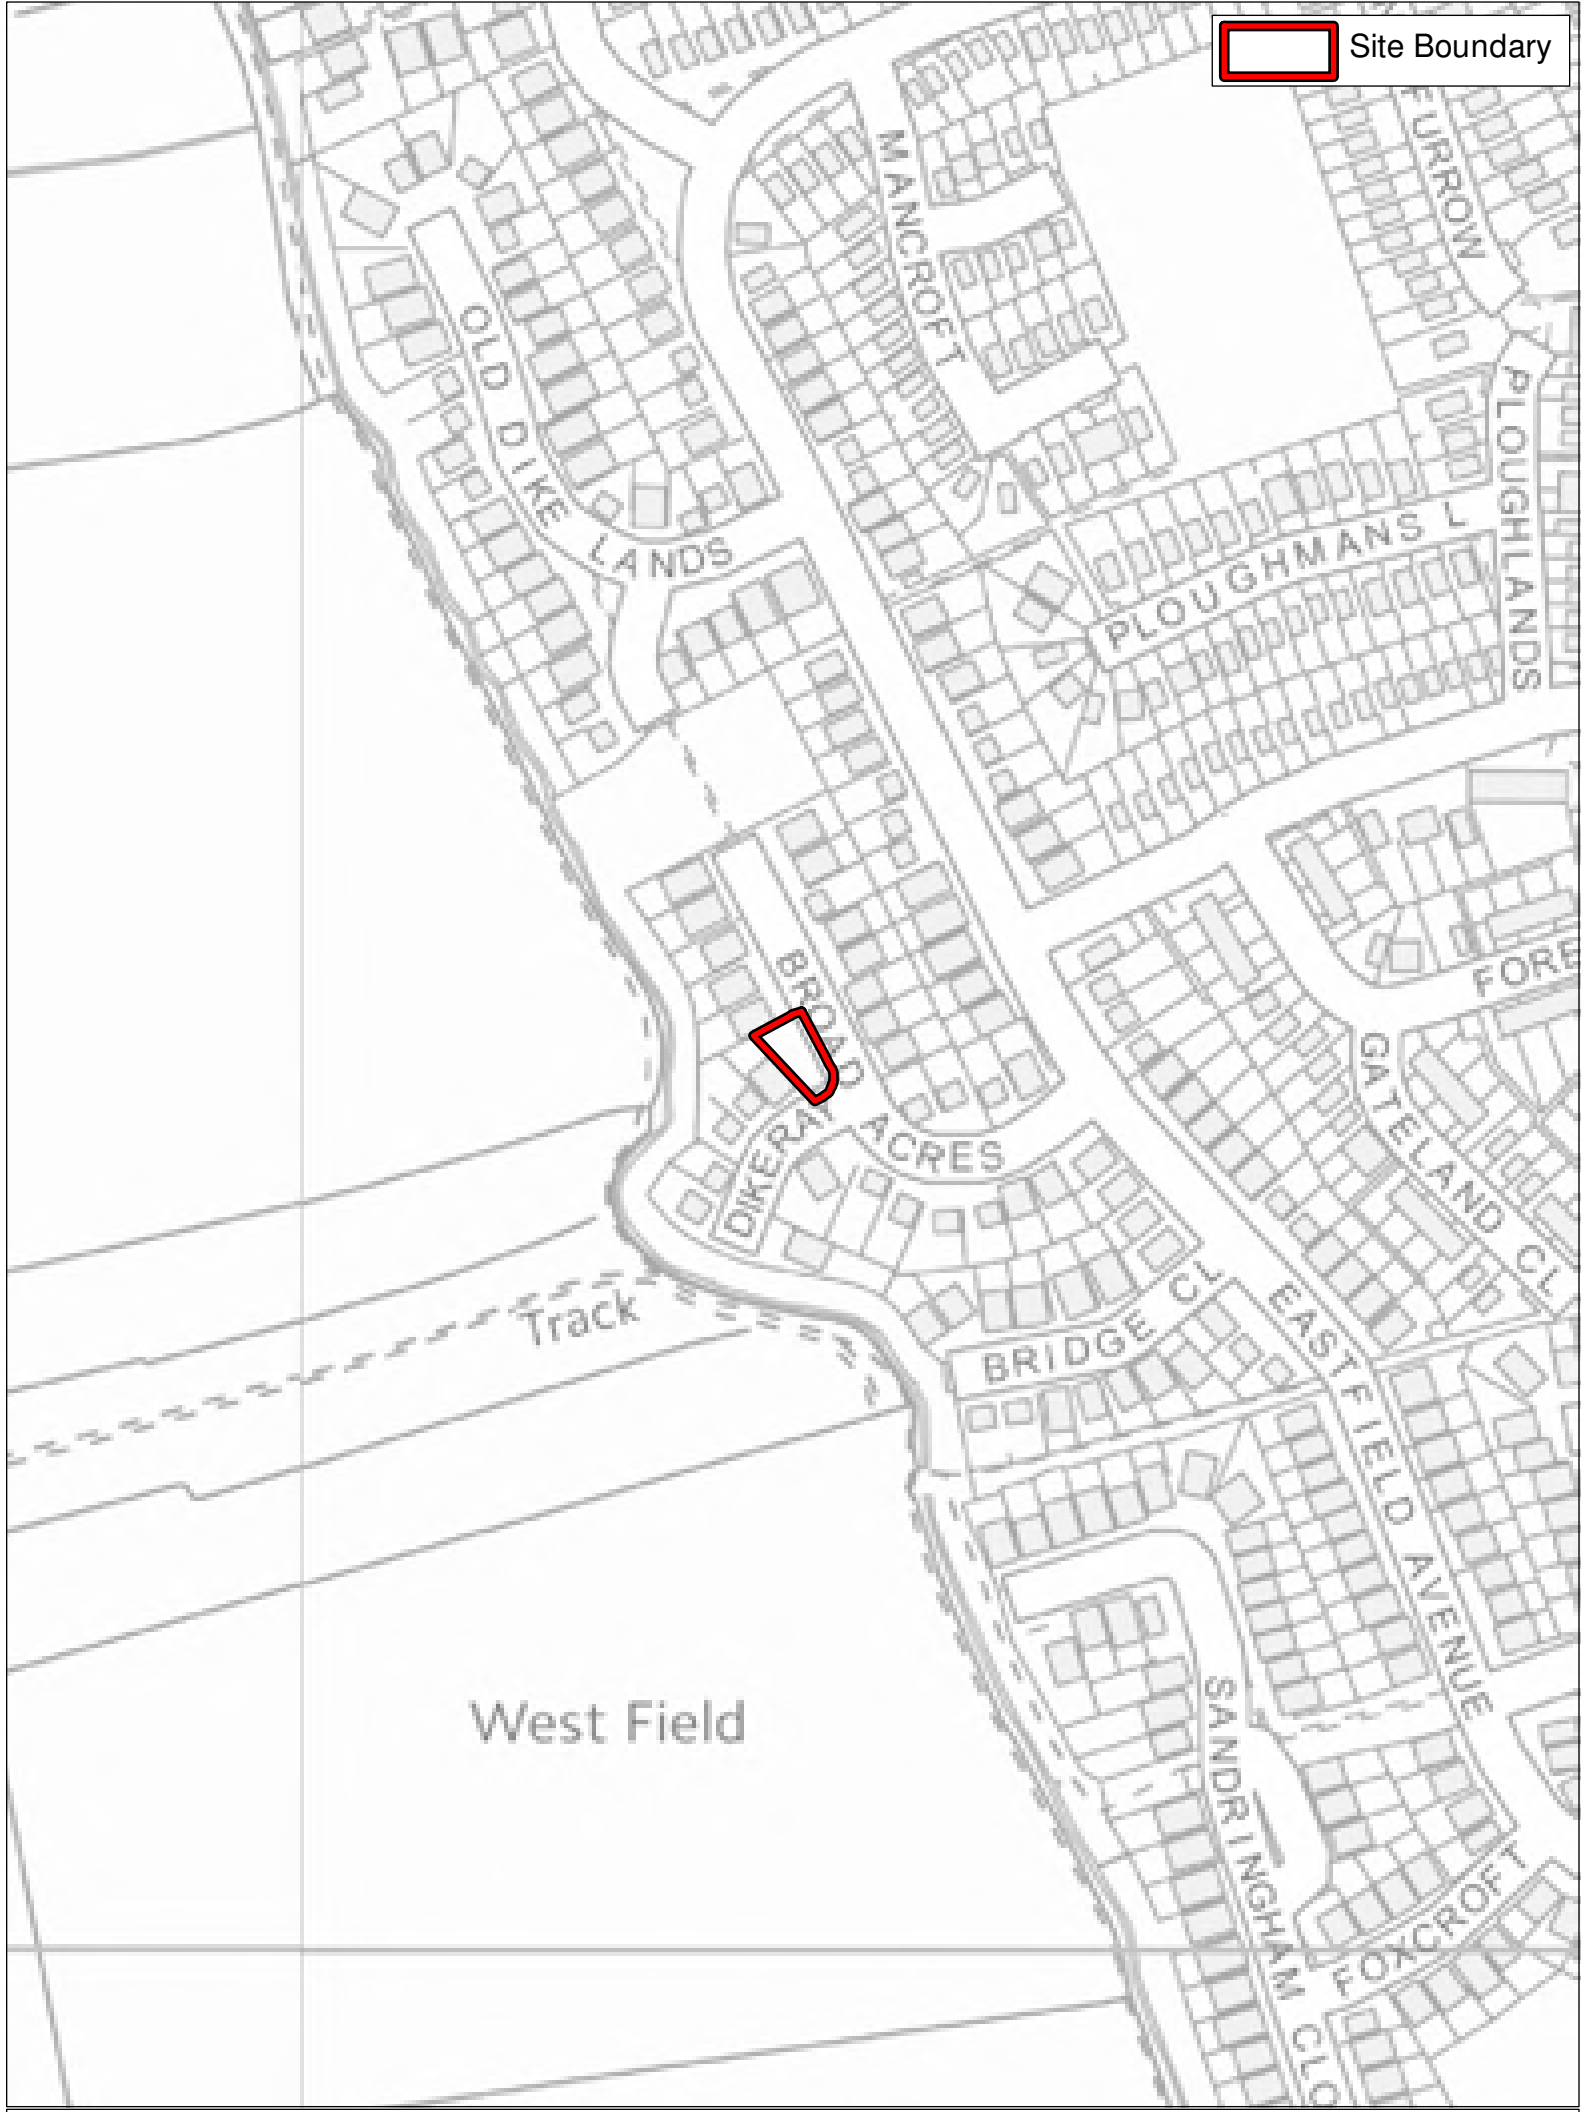 Site Boundary
MANCROFT
FURROW
OLD DIKE
LANDS
PLOUGHLANDS
PLOUGHMANS L
BROAD
ACRES
FORE
GATELAND CL
DIKERAY
BRIDGE CL
Track
EASTFIELD AVENUE
West Field
SANDRINGHAM CLO
FOXCROFT